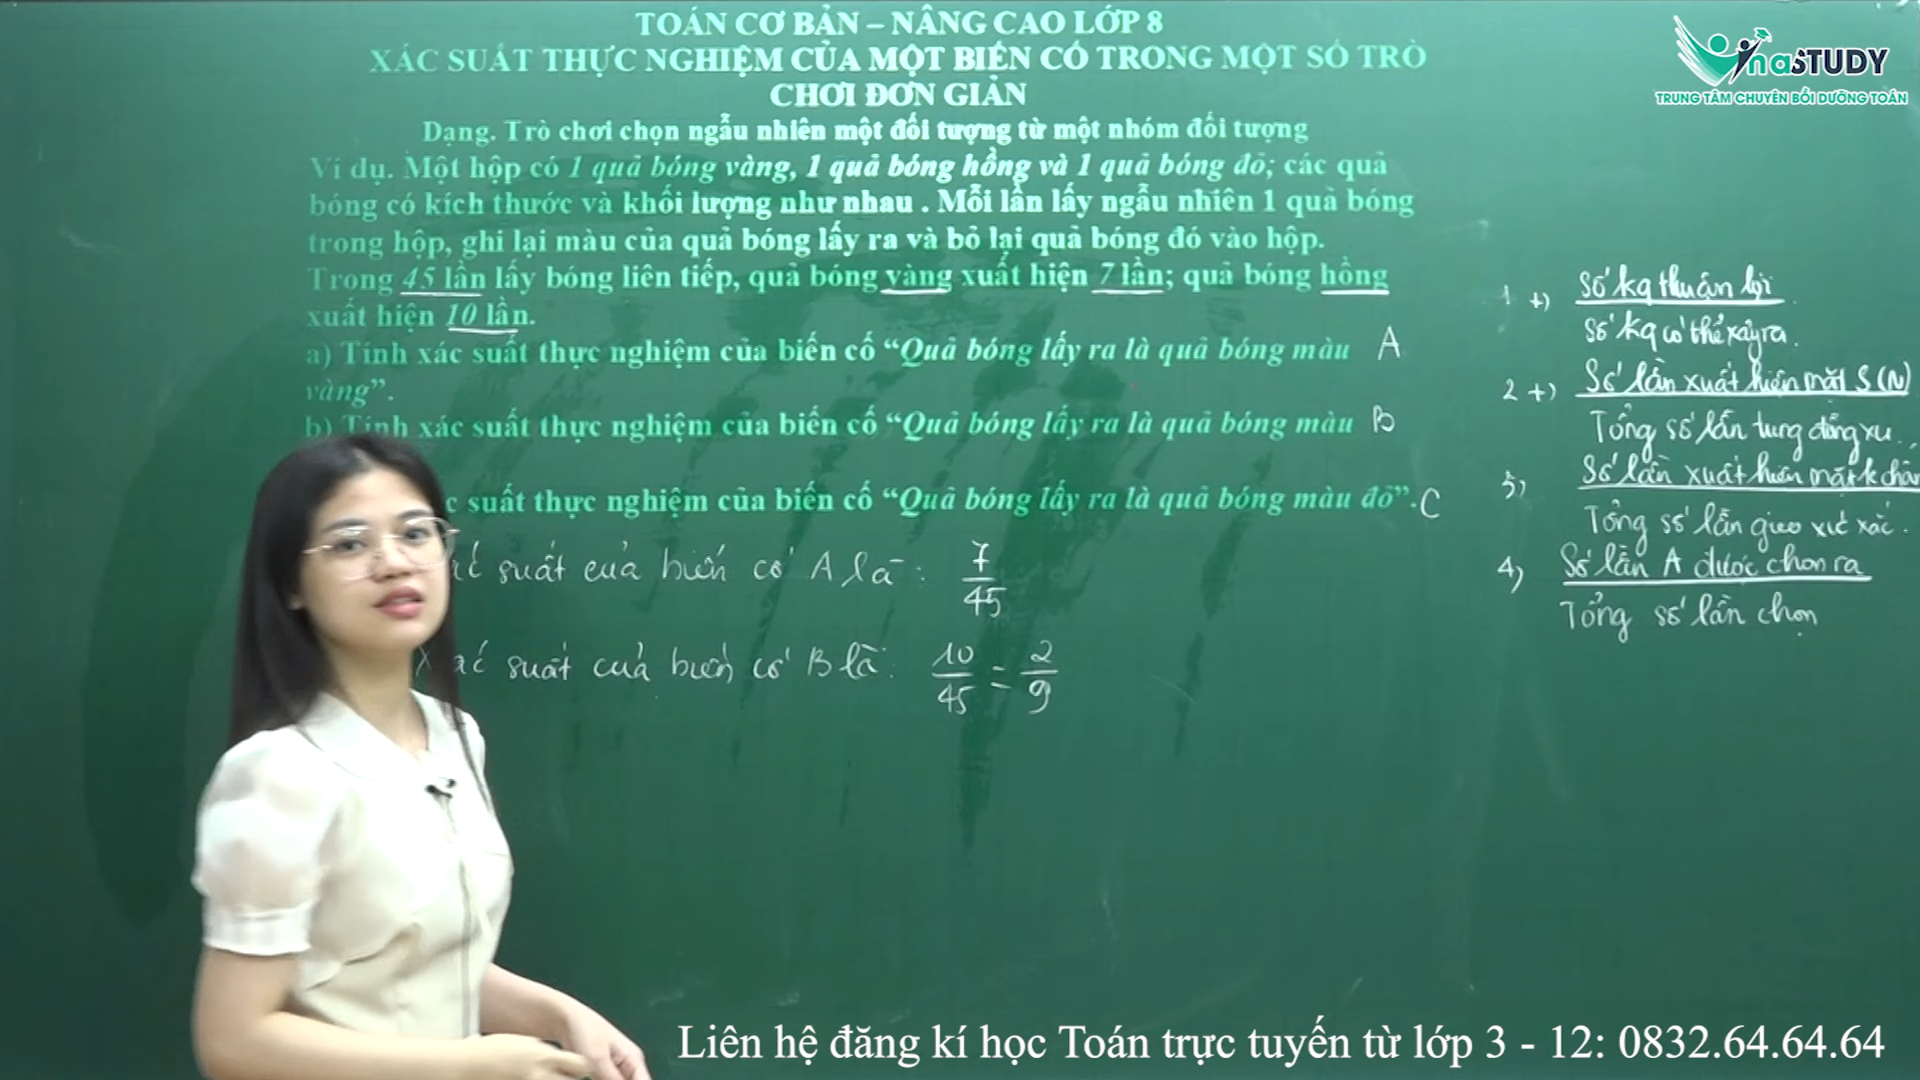 TOÁN CƠ BẢN – NÂNG CAO LỚP 8
XÁC SUẤT THỰC NGHIỆM CỦA MỘT BIẾN CỐ TRONG MỘT SỐ TRÒ
CHƠI ĐƠN GIẢN
Dạng. Trò chơi chọn ngẫu nhiên một đối tượng từ một nhóm đối tượng
Ví dụ. Một hộp có 1 quả bóng vàng, 1 quả bóng hồng và 1 quả bóng đỏ; các quả
bóng có kích thước và khối lượng như nhau . Mỗi lần lấy ngẫu nhiên 1 quả bóng
trong hộp, ghi lại màu của quả bóng lấy ra và bỏ lại quả bóng đó vào hộp.
Trong 45 lần lấy bóng liên tiếp, quả bóng vàng xuất hiện 7 lần; quả bóng hồng
xuất hiện 10 lần.
a) Tính xác suất thực nghiệm của biến cố “Quả bóng lấy ra là quả bóng màu A
vàng”.
b) Tính xác suất thực nghiệm của biến cố “Quả bóng lấy ra là quả bóng màu B
c suất thực nghiệm của biến cố “Quả bóng lấy ra là quả bóng màu đỏ”. C
ác suất của biến cố A là: 7/45
Xác suất của biến cố B là: 10/45 = 2/9
1 +) Số kq thuận lợi
Số kq có thể xảy ra.
2 +) Số lần xuất hiện mặt S (N)
Tổng số lần tung đồng xu.
3) Số lần xuất hiện mặt k chấm
Tổng số lần gieo xúc xắc.
4) Số lần A được chọn ra
Tổng số lần chọn
VinaSTUDY
TRUNG TÂM CHUYÊN BỒI DƯỠNG TOÁN
Liên hệ đăng kí học Toán trực tuyến từ lớp 3 - 12: 0832.64.64.64